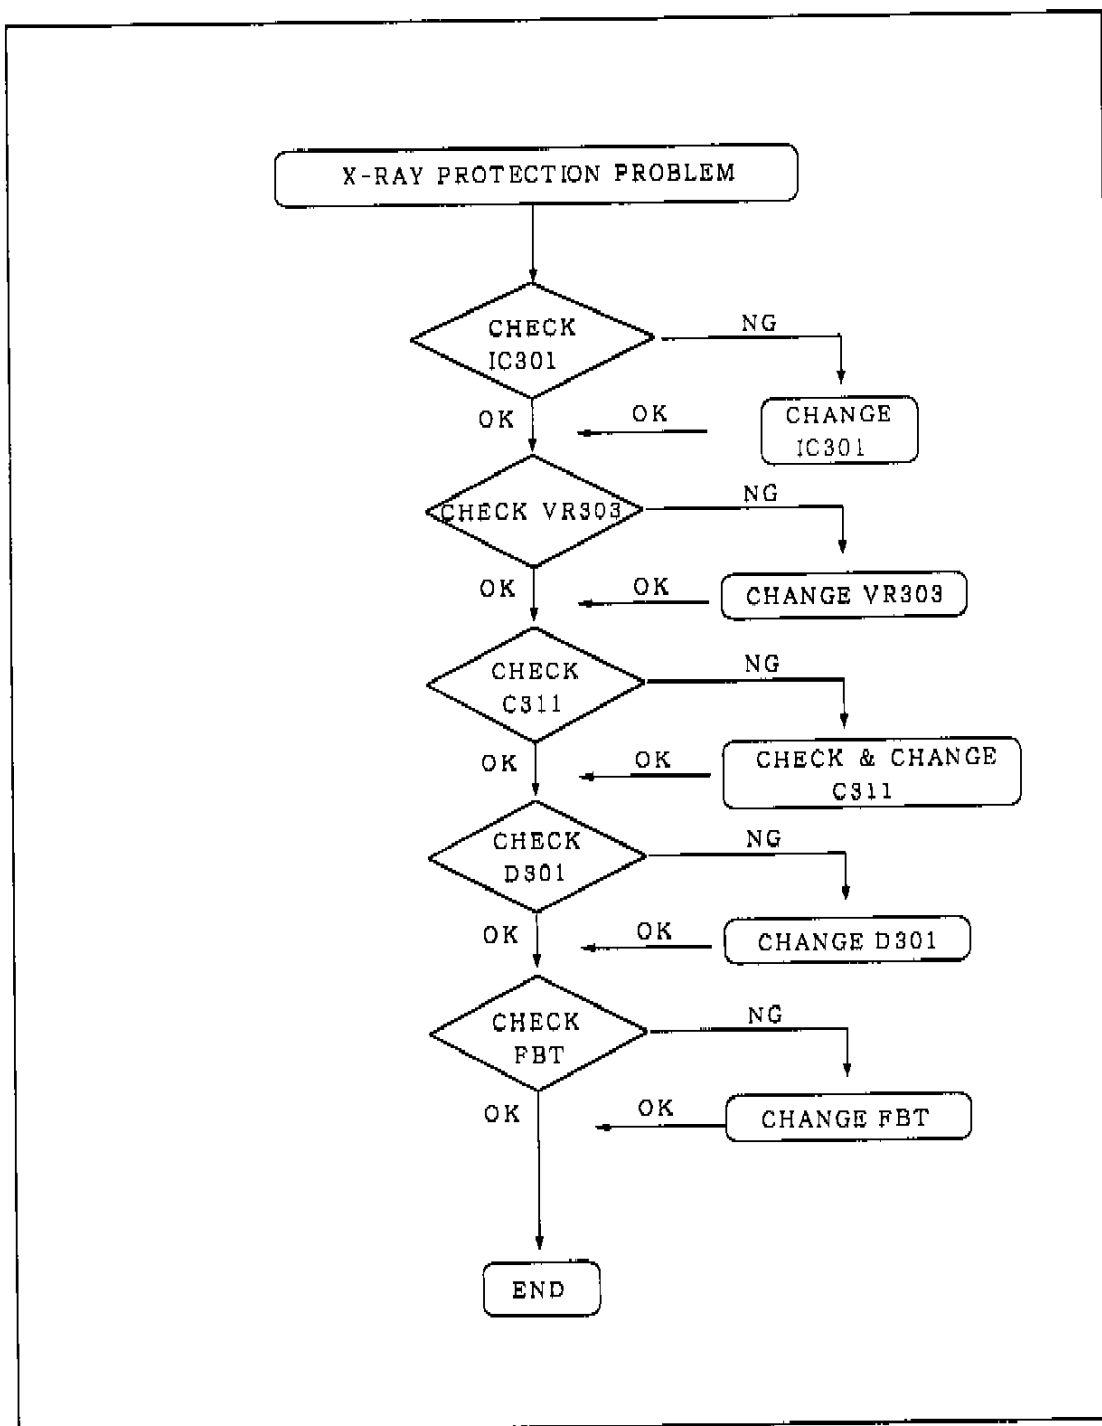 X-RAY PROTECTION PROBLEM
CHECK
IC301
NG
OK
OK
CHANGE
IC301
CHECK VR303
NG
OK
OK
CHANGE VR303
CHECK
C311
NG
OK
OK
CHECK & CHANGE
C311
CHECK
D301
NG
OK
OK
CHANGE D301
CHECK
FBT
NG
OK
OK
CHANGE FBT
END